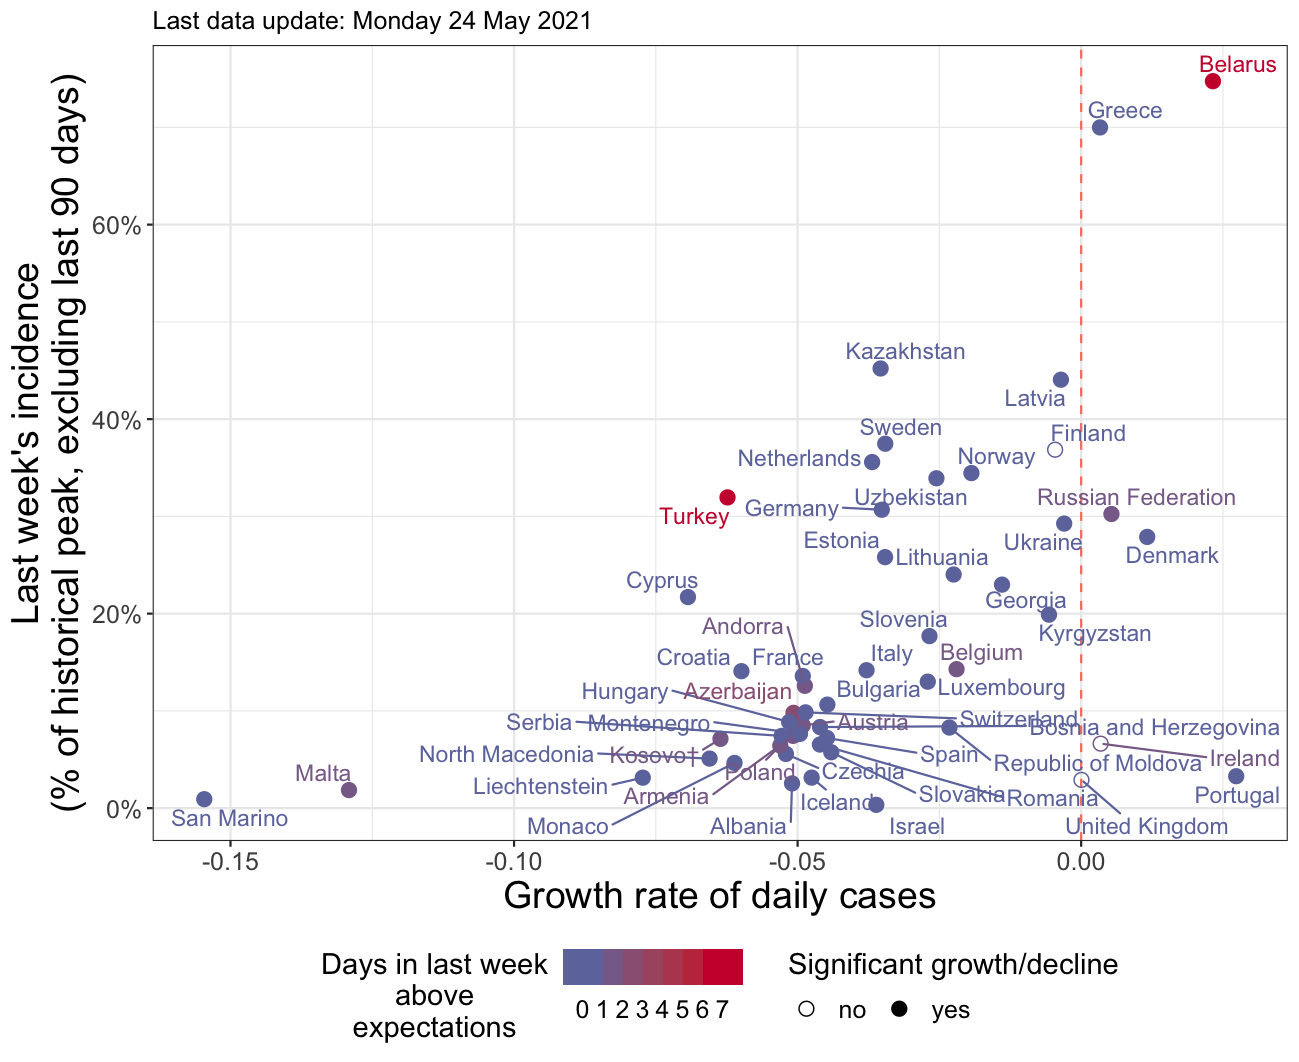 Last data update: Monday 24 May 2021
Last week's incidence
(% of historical peak, excluding last 90 days)
60%
40%
20%
0%
Belarus
Greece
Kazakhstan
Latvia
Sweden
Finland
Netherlands
Norway
Uzbekistan
Russian Federation
Germany
Turkey
Estonia
Ukraine
Denmark
Lithuania
Cyprus
Georgia
Slovenia
Andorra
Kyrgyzstan
Croatia
France
Italy
Belgium
Hungary
Azerbaijan
Bulgaria
Luxembourg
Serbia
Montenegro
Austria
Switzerland
Bosnia and Herzegovina
North Macedonia
Kosovo†
Spain
Republic of Moldova
Ireland
Malta
Poland
Czechia
Liechtenstein
Armenia
Iceland
Slovakia
Romania
Portugal
San Marino
Monaco
Albania
Israel
United Kingdom
-0.15
-0.10
-0.05
0.00
Growth rate of daily cases
Days in last week
above
expectations
0 1 2 3 4 5 6 7
Significant growth/decline
no
yes